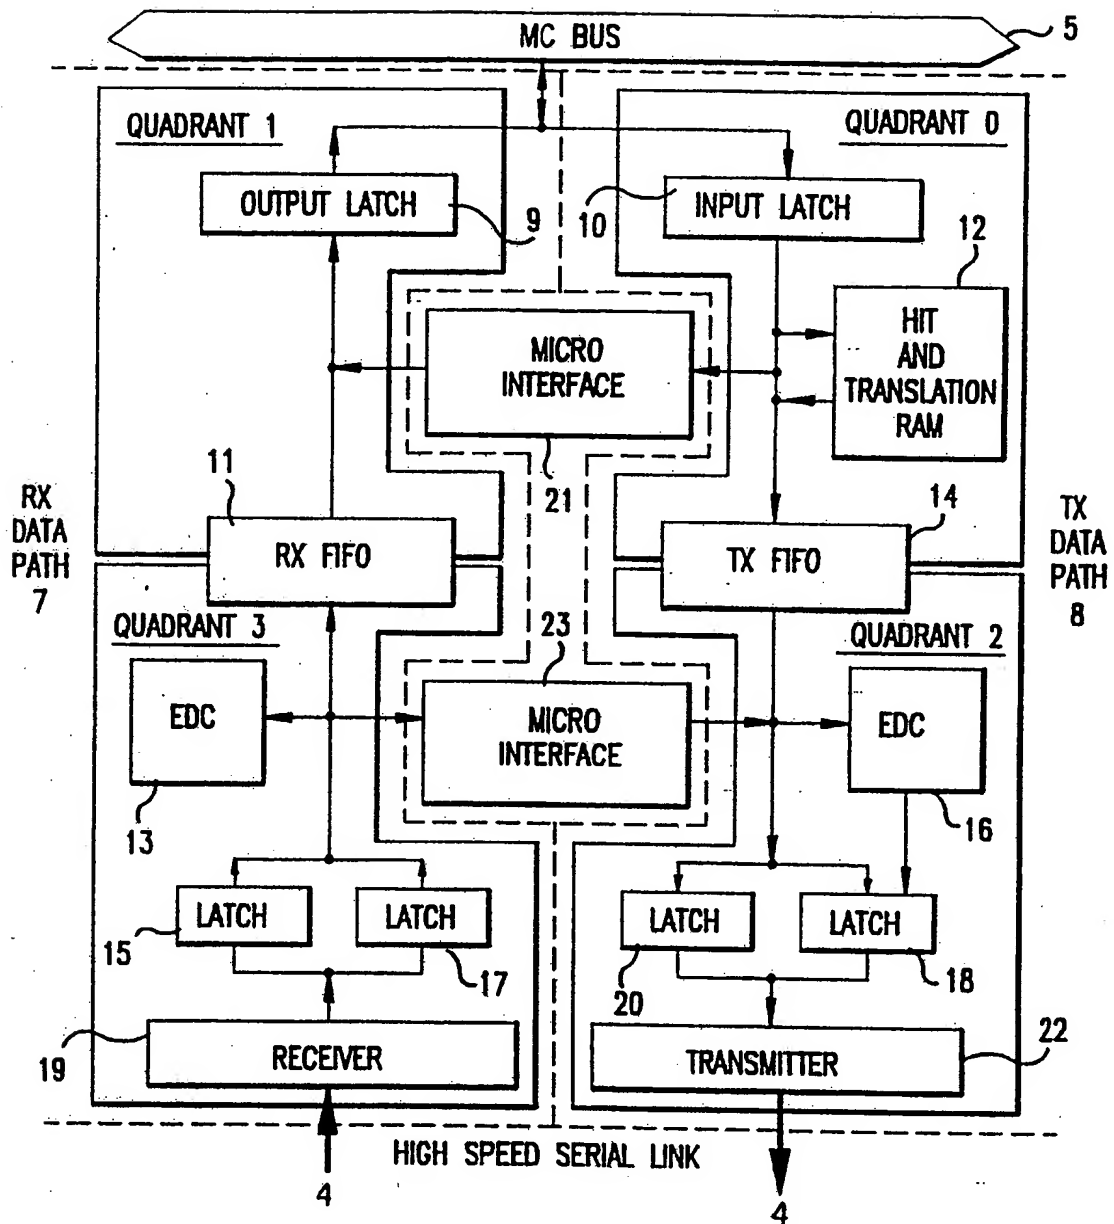 MC BUS
5
QUADRANT 1
QUADRANT 0
OUTPUT LATCH
9
10
INPUT LATCH
12
HIT
AND
TRANSLATION
RAM
MICRO
INTERFACE
21
11
RX
DATA
PATH
7
RX FIFO
14
TX FIFO
TX
DATA
PATH
8
QUADRANT 3
23
QUADRANT 2
EDC
13
MICRO
INTERFACE
EDC
16
LATCH
15
LATCH
17
LATCH
20
LATCH
18
19
RECEIVER
TRANSMITTER
22
HIGH SPEED SERIAL LINK
4
4